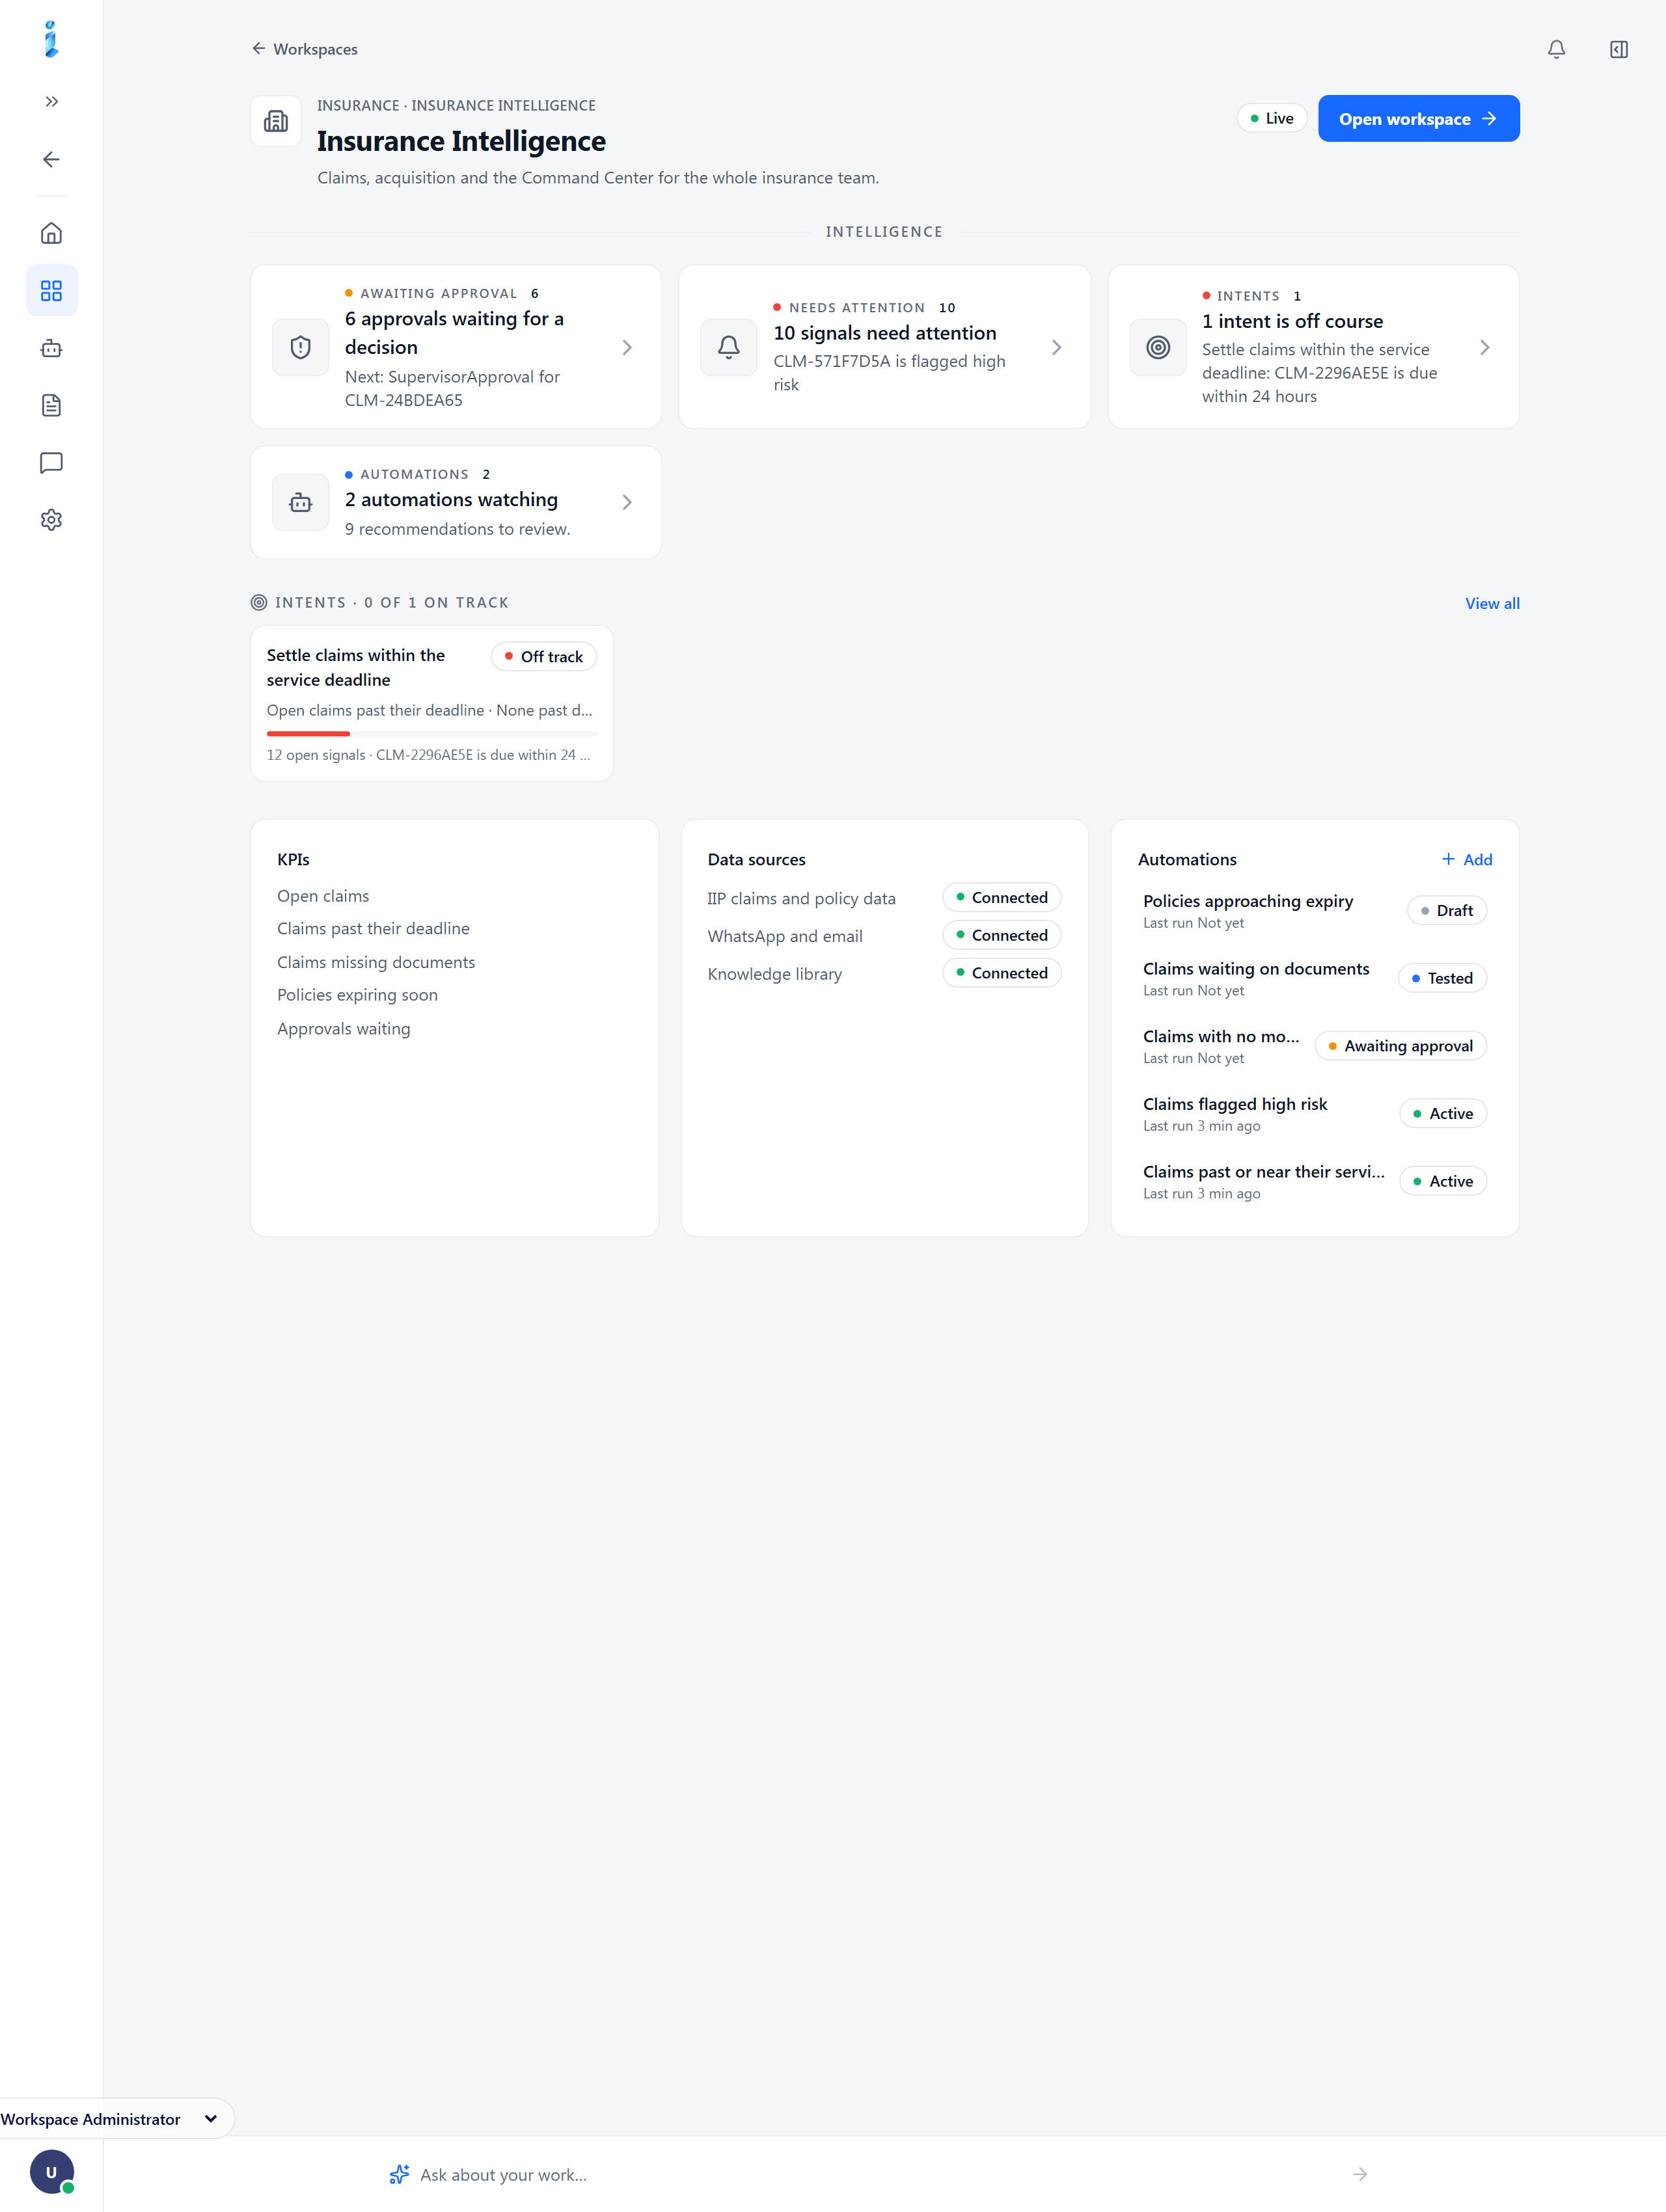 Workspaces
INSURANCE · INSURANCE INTELLIGENCE
Insurance Intelligence
Claims, acquisition and the Command Center for the whole insurance team.
Live
Open workspace
INTELLIGENCE
AWAITING APPROVAL 6
6 approvals waiting for a
decision
Next: SupervisorApproval for
CLM-24BDEA65
NEEDS ATTENTION 10
10 signals need attention
CLM-571F7D5A is flagged high
risk
INTENTS 1
1 intent is off course
Settle claims within the service
deadline: CLM-2296AE5E is due
within 24 hours
AUTOMATIONS 2
2 automations watching
9 recommendations to review.
INTENTS · 0 OF 1 ON TRACK
View all
Settle claims within the
service deadline
Off track
Open claims past their deadline · None past d...
12 open signals · CLM-2296AE5E is due within 24 ...
KPIs
Open claims
Claims past their deadline
Claims missing documents
Policies expiring soon
Approvals waiting
Data sources
IIP claims and policy data Connected
WhatsApp and email Connected
Knowledge library Connected
Automations
+ Add
Policies approaching expiry
Last run Not yet
Draft
Claims waiting on documents
Last run Not yet
Tested
Claims with no mo...
Last run Not yet
Awaiting approval
Claims flagged high risk
Last run 3 min ago
Active
Claims past or near their servi...
Last run 3 min ago
Active
Workspace Administrator
U
Ask about your work...